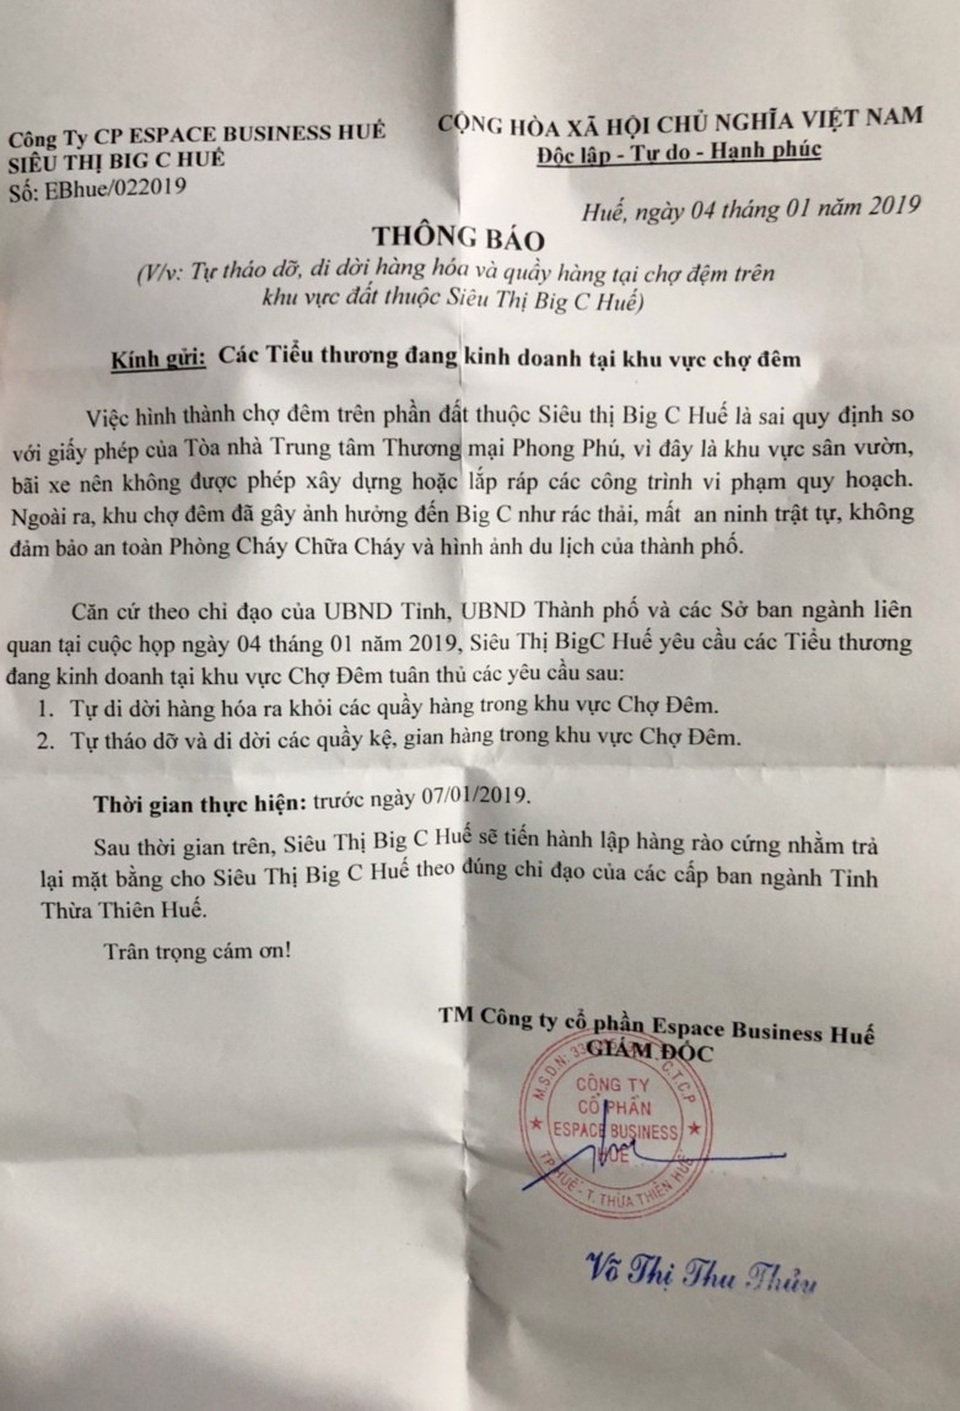 Công Ty CP ESPACE BUSINESS HUẾ
SIÊU THỊ BIG C HUẾ
Số: EBhue/022019
CỘNG HÒA XÃ HỘI CHỦ NGHĨA VIỆT NAM
Độc lập - Tự do - Hạnh phúc
Huế, ngày 04 tháng 01 năm 2019
THÔNG BÁO
(V/v: Tự tháo dỡ, di dời hàng hóa và quầy hàng tại chợ đệm trên
khu vực đất thuộc Siêu Thị Big C Huế)
Kính gửi: Các Tiểu thương đang kinh doanh tại khu vực chợ đêm
Việc hình thành chợ đêm trên phần đất thuộc Siêu thị Big C Huế là sai quy định so
với giấy phép của Tòa nhà Trung tâm Thương mại Phong Phú, vì đây là khu vực sân vườn,
bãi xe nên không được phép xây dựng hoặc lắp ráp các công trình vi phạm quy hoạch.
Ngoài ra, khu chợ đêm đã gây ảnh hưởng đến Big C như rác thải, mất an ninh trật tự, không
đảm bảo an toàn Phòng Cháy Chữa Cháy và hình ảnh du lịch của thành phố.
Căn cứ theo chỉ đạo của UBND Tỉnh, UBND Thành phố và các Sở ban ngành liên
quan tại cuộc họp ngày 04 tháng 01 năm 2019, Siêu Thị BigC Huế yêu cầu các Tiểu thương
đang kinh doanh tại khu vực Chợ Đêm tuân thủ các yêu cầu sau:
1. Tự di dời hàng hóa ra khỏi các quầy hàng trong khu vực Chợ Đêm.
2. Tự tháo dỡ và di dời các quầy kệ, gian hàng trong khu vực Chợ Đêm.
Thời gian thực hiện: trước ngày 07/01/2019.
Sau thời gian trên, Siêu Thị Big C Huế sẽ tiến hành lập hàng rào cứng nhằm trả
lại mặt bằng cho Siêu Thị Big C Huế theo đúng chỉ đạo của các cấp ban ngành Tỉnh
Thừa Thiên Huế.
Trân trọng cám ơn!
TM Công ty cổ phần Espace Business Huế
GIÁM ĐỐC
M.S.D.N: C.T.C.P
CÔNG TY
CỔ PHẦN
ESPACE BUSINESS
HUẾ
TP HUẾ - T. THỪA THIÊN HUẾ
Võ Thị Thu Thủy